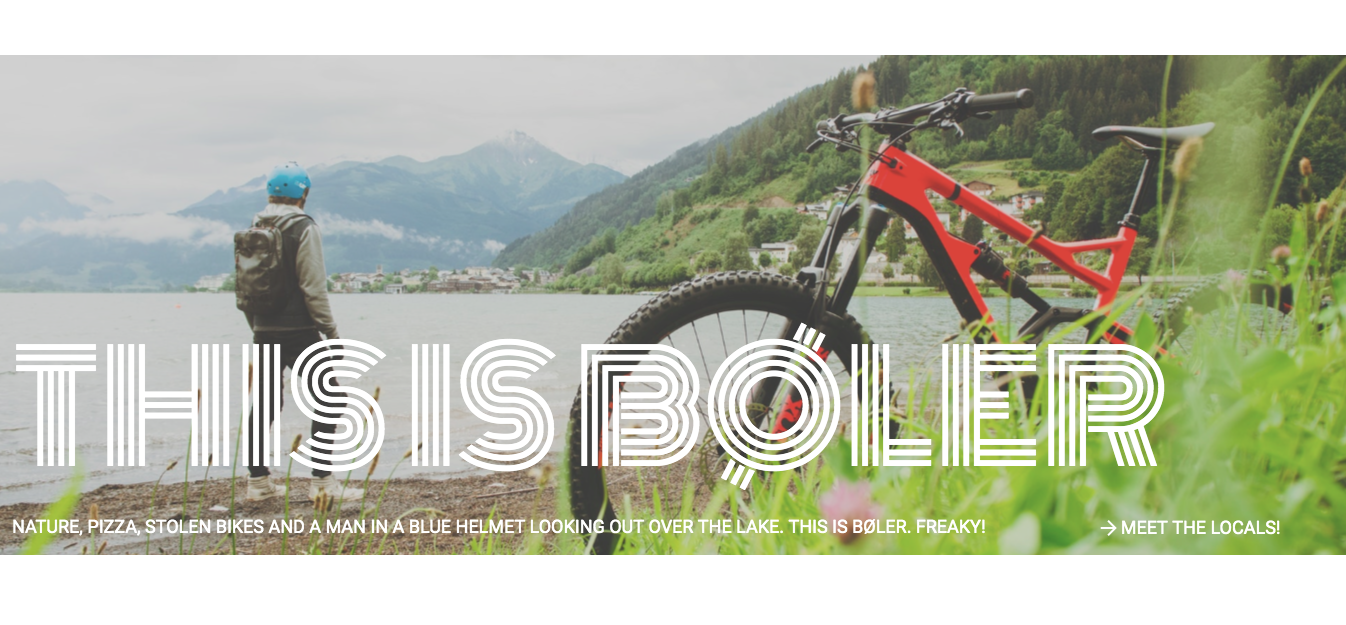 THIS IS BØLER
NATURE, PIZZA, STOLEN BIKES AND A MAN IN A BLUE HELMET LOOKING OUT OVER THE LAKE. THIS IS BØLER. FREAKY!
→ MEET THE LOCALS!